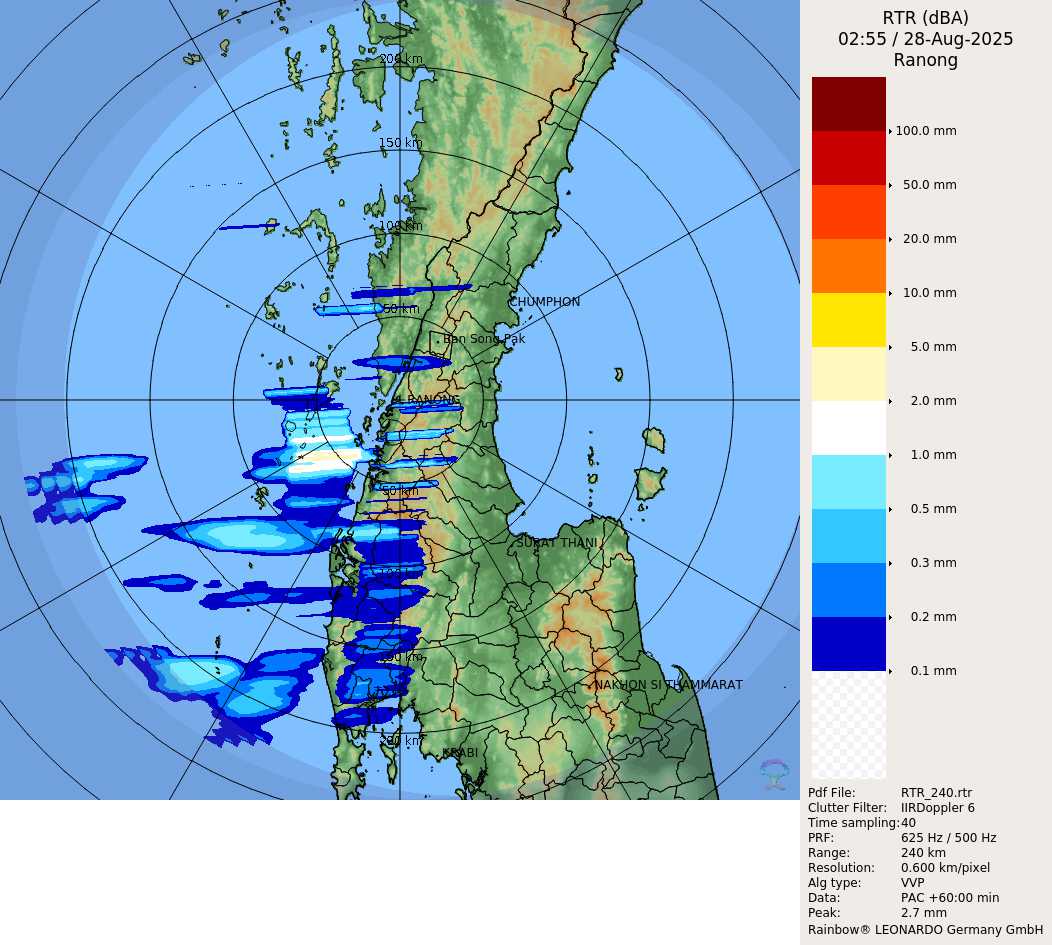 RTR (dBA)
02:55 / 28-Aug-2025
Ranong
200 km
150 km
100 km
50 km
CHUMPHON
Ban Song Pak
RANONG
50 km
SURAT THANI
100 km
150 km
NAKHON SI THAMMARAT
200 km
KRABI
100.0 mm
50.0 mm
20.0 mm
10.0 mm
5.0 mm
2.0 mm
1.0 mm
0.5 mm
0.3 mm
0.2 mm
0.1 mm
Pdf File: RTR_240.rtr
Clutter Filter: IIRDoppler 6
Time sampling:40
PRF: 625 Hz / 500 Hz
Range: 240 km
Resolution: 0.600 km/pixel
Alg type: VVP
Data: PAC +60:00 min
Peak: 2.7 mm
Rainbow® LEONARDO Germany GmbH